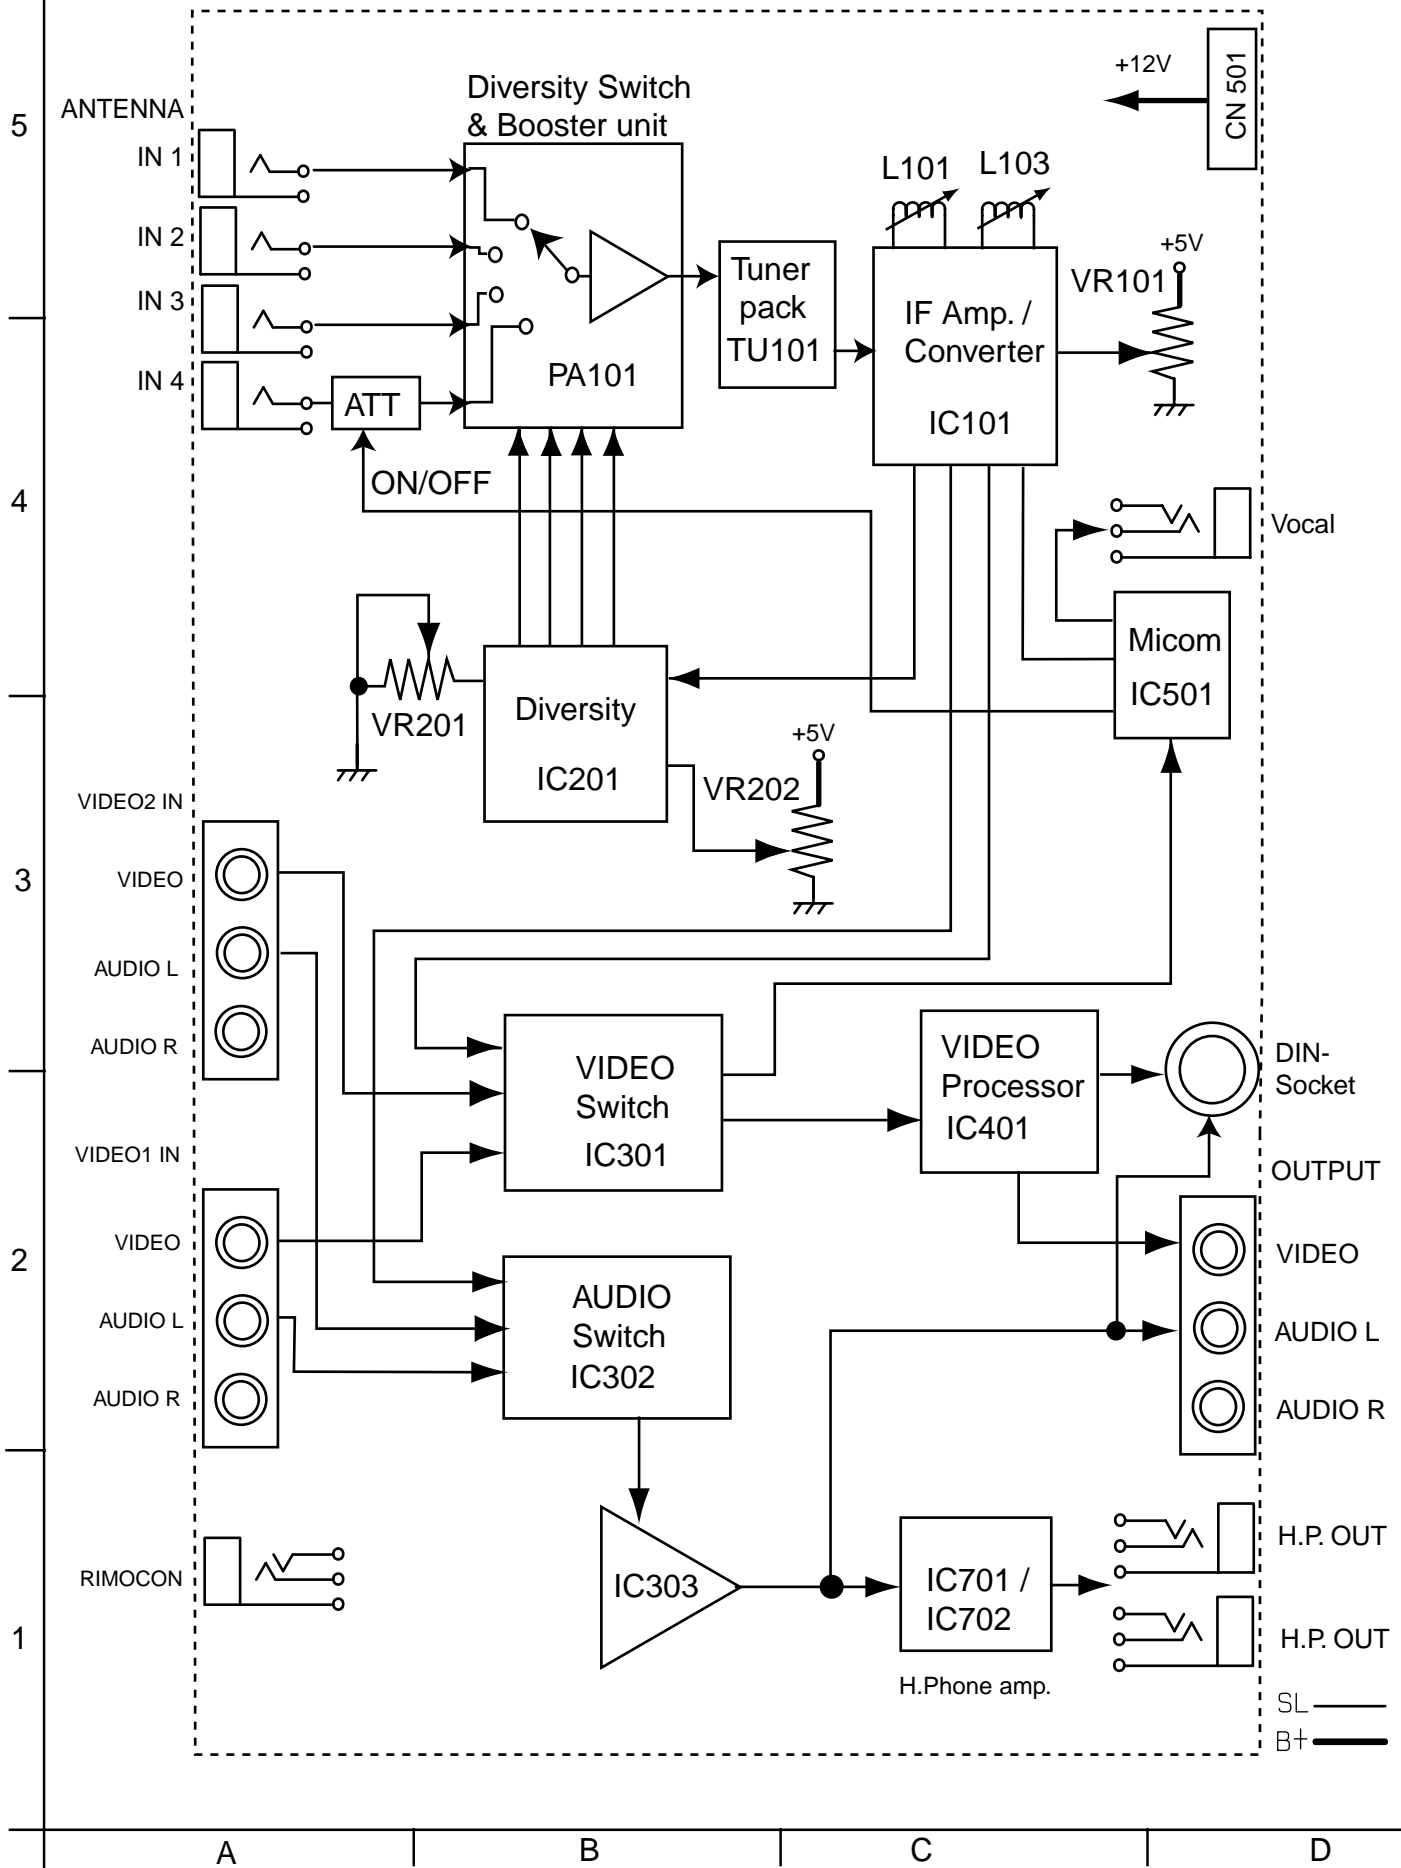 5
4
3
2
1
A
B
C
D
ANTENNA
IN 1
IN 2
IN 3
IN 4
Diversity Switch
& Booster unit
PA101
ATT
ON/OFF
Tuner
pack
TU101
L101
L103
IF Amp. /
Converter
IC101
+12V
CN 501
+5V
VR101
Vocal
Micom
IC501
VR201
Diversity
IC201
+5V
VR202
VIDEO2 IN
VIDEO
AUDIO L
AUDIO R
VIDEO1 IN
VIDEO
AUDIO L
AUDIO R
VIDEO
Switch
IC301
VIDEO
Processor
IC401
DIN-
Socket
OUTPUT
VIDEO
AUDIO L
AUDIO R
AUDIO
Switch
IC302
RIMOCON
IC303
IC701 /
IC702
H.Phone amp.
H.P. OUT
H.P. OUT
SL
B+